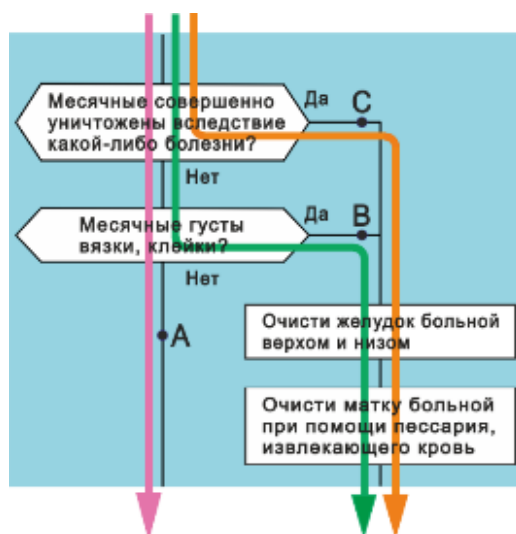 Месячные совершенно
уничтожены вследствие
какой-либо болезни?
Да
C
Нет
Месячные густы
вязки, клейки?
Да
B
Нет
A
Очисти желудок больной
верхом и низом
Очисти матку больной
при помощи пессария,
извлекающего кровь